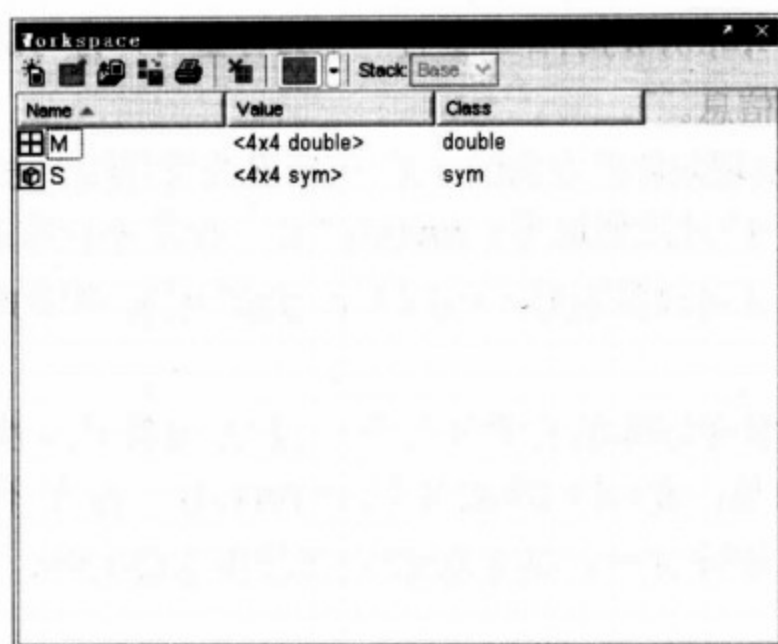 Workspace
Stack: Base
Name Value Class
M <4x4 double> double
S <4x4 sym> sym